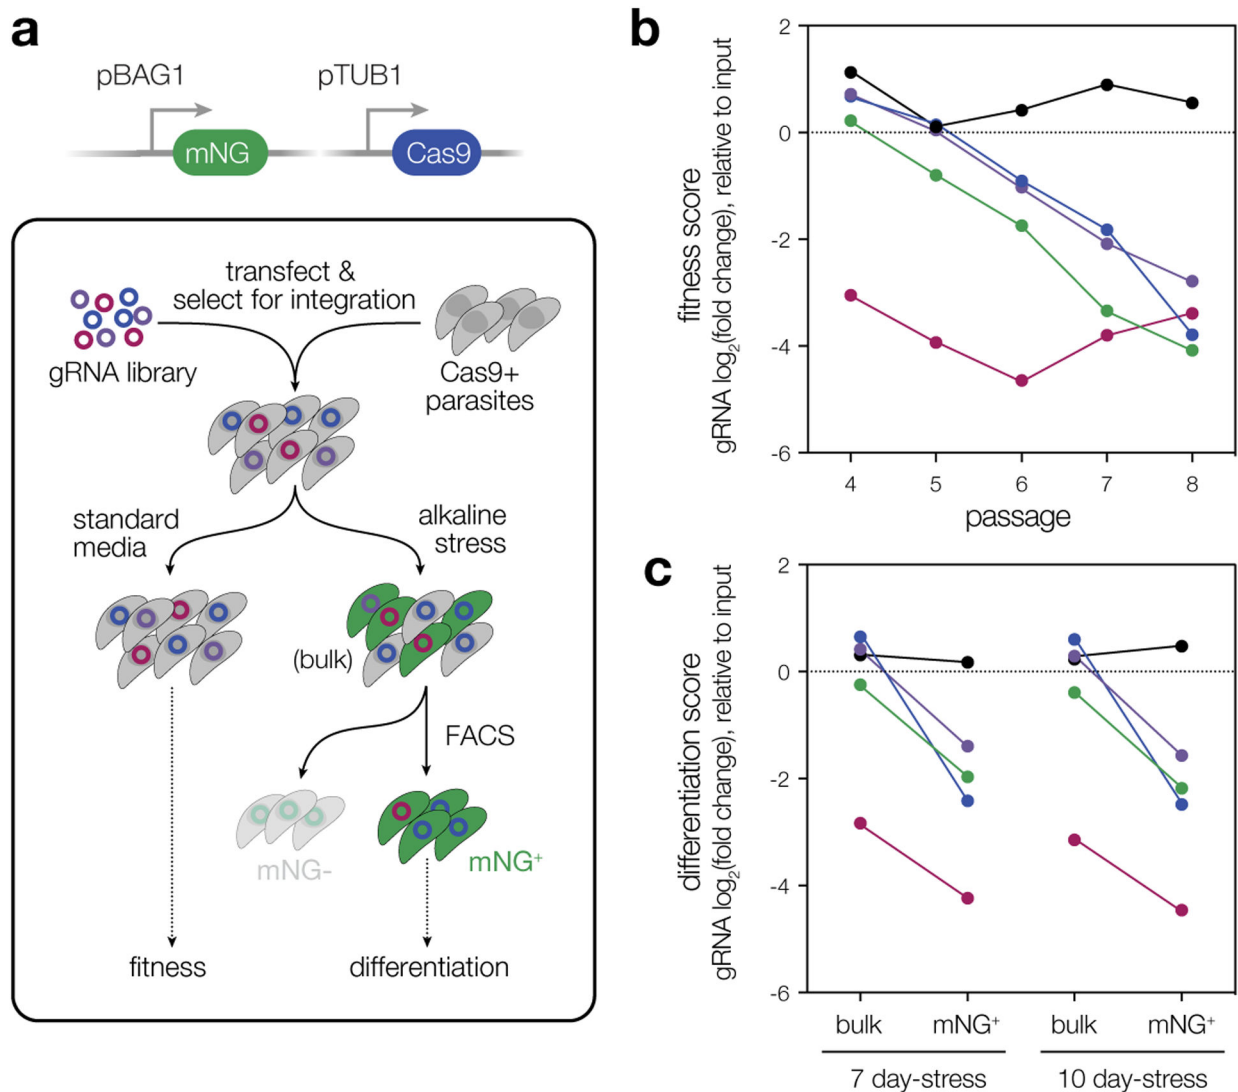 a
pBAG1
pTUB1
mNG
Cas9
transfect &
select for integration
gRNA library
Cas9+
parasites
standard
media
alkaline
stress
(bulk)
FACS
mNG-
mNG⁺
fitness
differentiation
b
fitness score
gRNA log₂(fold change), relative to input
2
0
-2
-4
-6
4 5 6 7 8
passage
c
differentiation score
gRNA log₂(fold change), relative to input
2
0
-2
-4
-6
bulk mNG⁺ bulk mNG⁺
7 day-stress 10 day-stress